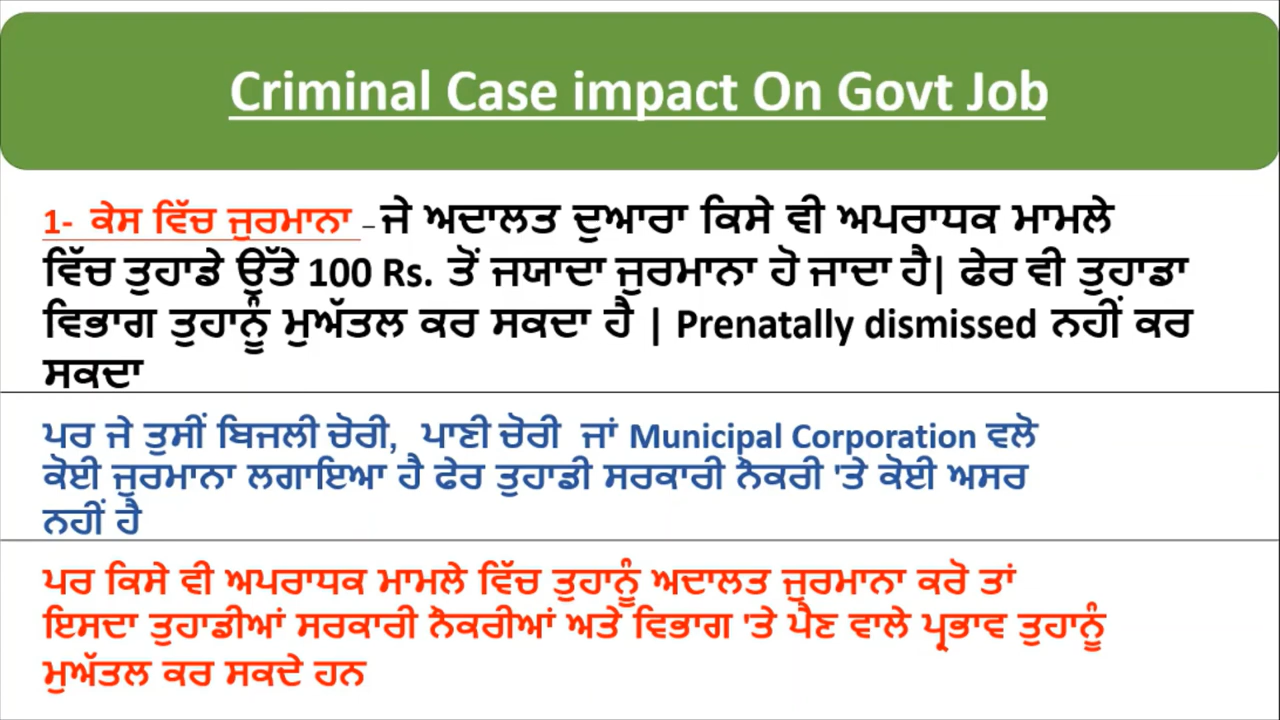 Criminal Case impact On Govt Job
1- ਕੇਸ ਵਿੱਚ ਜੁਰਮਾਨਾ – ਜੇ ਅਦਾਲਤ ਦੁਆਰਾ ਕਿਸੇ ਵੀ ਅਪਰਾਧਕ ਮਾਮਲੇ
ਵਿੱਚ ਤੁਹਾਡੇ ਉੱਤੇ 100 Rs. ਤੋਂ ਜਯਾਦਾ ਜੁਰਮਾਨਾ ਹੋ ਜਾਦਾ ਹੈ| ਫੇਰ ਵੀ ਤੁਹਾਡਾ
ਵਿਭਾਗ ਤੁਹਾਨੂੰ ਮੁਅੱਤਲ ਕਰ ਸਕਦਾ ਹੈ | Prenatally dismissed ਨਹੀਂ ਕਰ
ਸਕਦਾ
ਪਰ ਜੇ ਤੁਸੀਂ ਬਿਜਲੀ ਚੋਰੀ, ਪਾਣੀ ਚੋਰੀ ਜਾਂ Municipal Corporation ਵਲੋ
ਕੋਈ ਜੁਰਮਾਨਾ ਲਗਾਇਆ ਹੈ ਫੇਰ ਤੁਹਾਡੀ ਸਰਕਾਰੀ ਨੌਕਰੀ 'ਤੇ ਕੋਈ ਅਸਰ
ਨਹੀਂ ਹੈ
ਪਰ ਕਿਸੇ ਵੀ ਅਪਰਾਧਕ ਮਾਮਲੇ ਵਿੱਚ ਤੁਹਾਨੂੰ ਅਦਾਲਤ ਜੁਰਮਾਨਾ ਕਰੋ ਤਾਂ
ਇਸਦਾ ਤੁਹਾਡੀਆਂ ਸਰਕਾਰੀ ਨੌਕਰੀਆਂ ਅਤੇ ਵਿਭਾਗ 'ਤੇ ਪੈਣ ਵਾਲੇ ਪ੍ਰਭਾਵ ਤੁਹਾਨੂੰ
ਮੁਅੱਤਲ ਕਰ ਸਕਦੇ ਹਨ